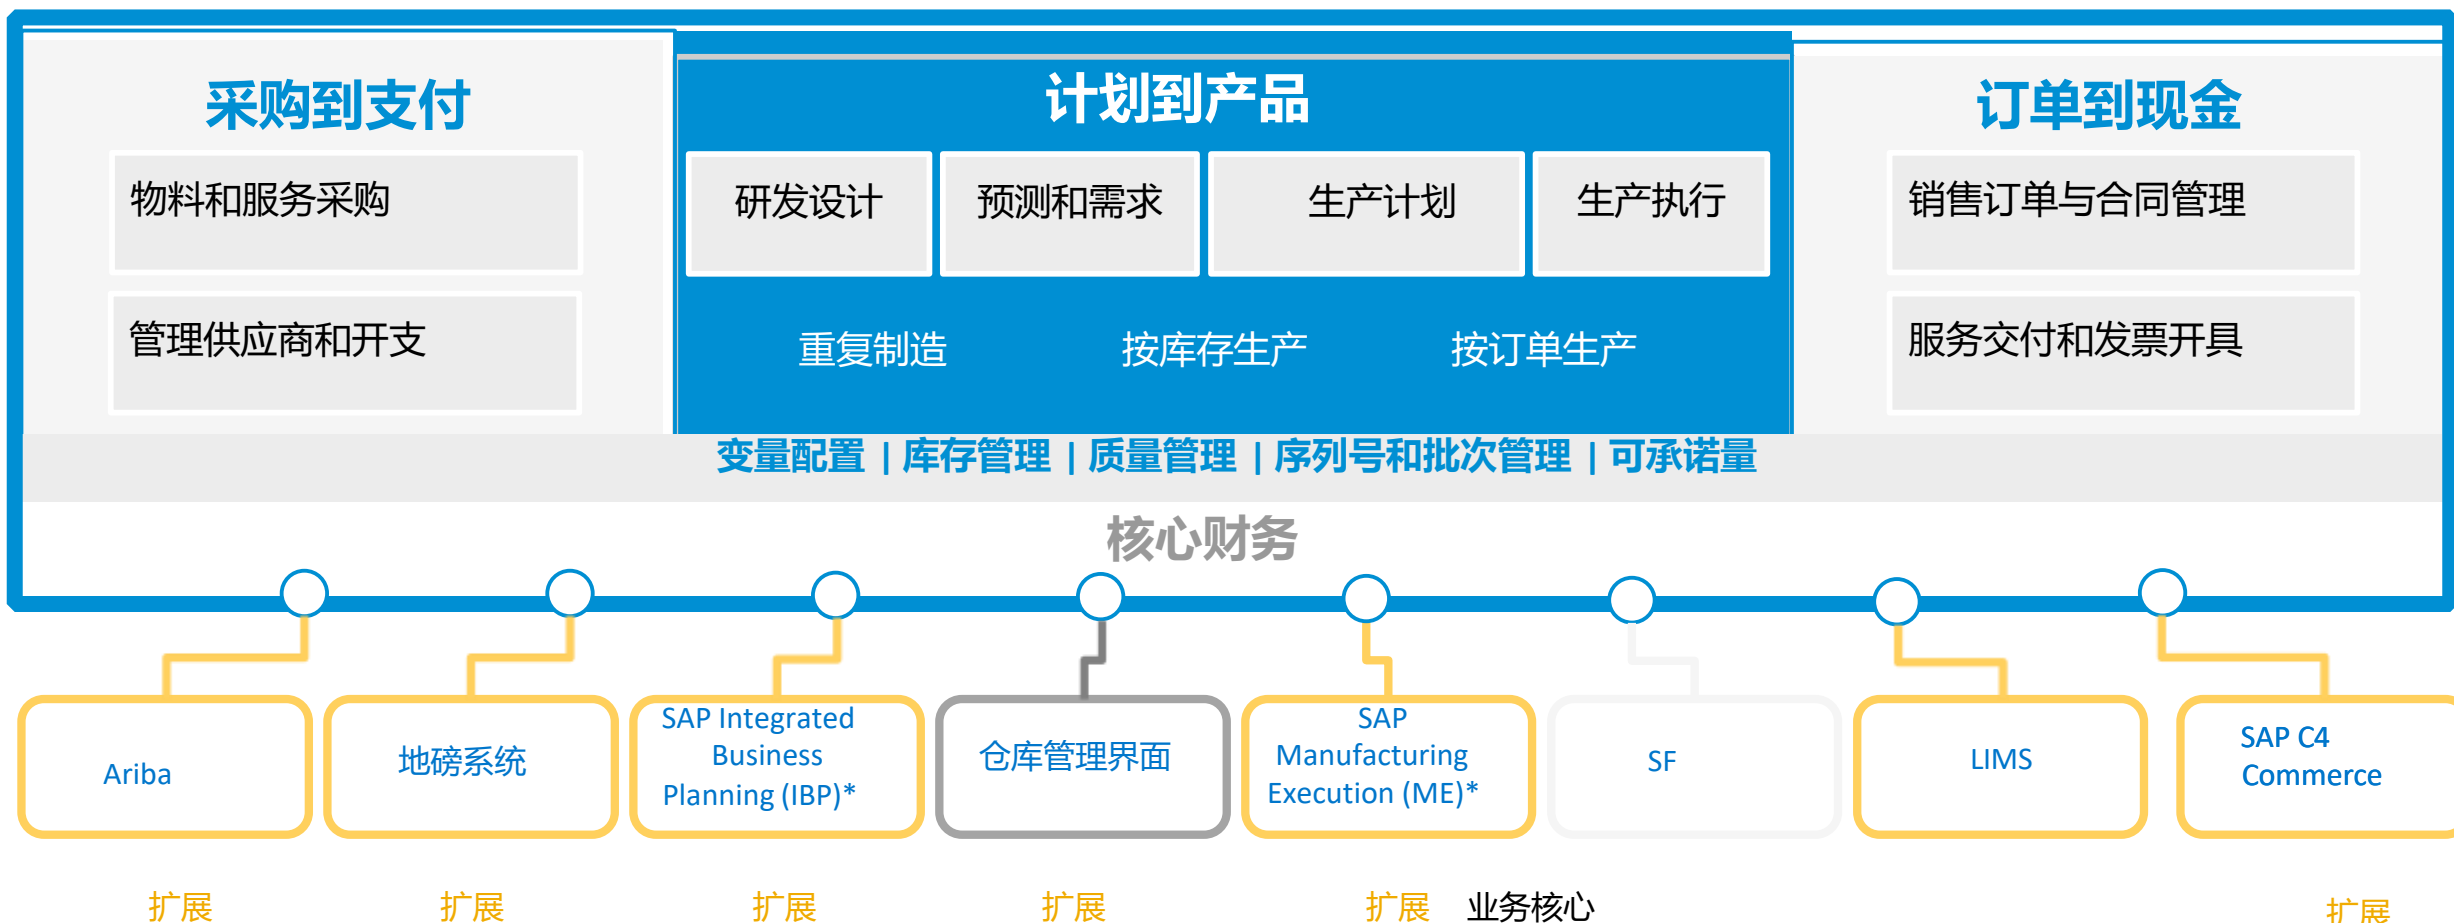 采购到支付
计划到产品
订单到现金
物料和服务采购
研发设计
预测和需求
生产计划
生产执行
销售订单与合同管理
管理供应商和开支
重复制造
按库存生产
按订单生产
服务交付和发票开具
变量配置 | 库存管理 | 质量管理 | 序列号和批次管理 | 可承诺量
核心财务
Ariba
地磅系统
SAP Integrated
Business
Planning (IBP)*
仓库管理界面
SAP
Manufacturing
Execution (ME)*
SF
LIMS
SAP C4
Commerce
扩展
扩展
扩展
扩展
扩展
业务核心
扩展